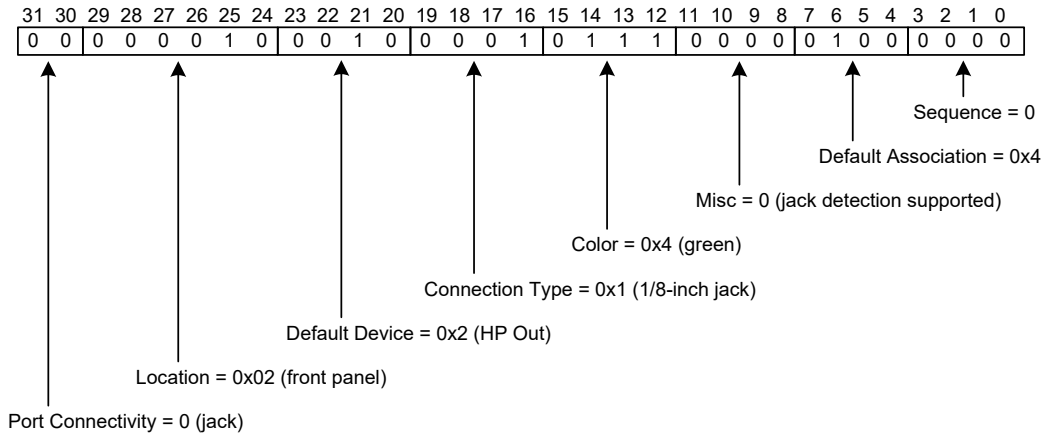 31 30 29 28 27 26 25 24 23 22 21 20 19 18 17 16 15 14 13 12 11 10 9 8 7 6 5 4 3 2 1 0
0 0 0 0 0 0 1 0 0 0 1 0 0 0 0 1 0 1 1 1 0 0 0 0 0 1 0 0 0 0 0 0
Sequence = 0
Default Association = 0x4
Misc = 0 (jack detection supported)
Color = 0x4 (green)
Connection Type = 0x1 (1/8-inch jack)
Default Device = 0x2 (HP Out)
Location = 0x02 (front panel)
Port Connectivity = 0 (jack)